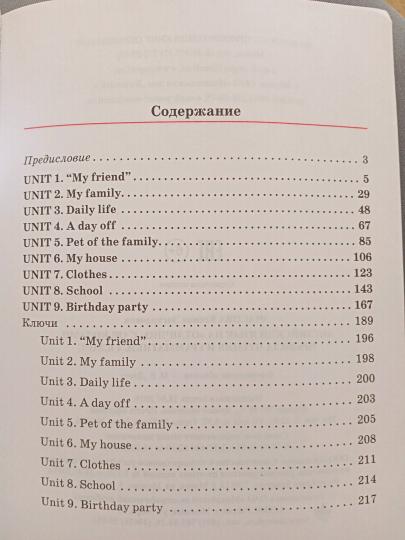 Содержание
Предисловие 3
UNIT 1. “My friend” 5
UNIT 2. My family 29
UNIT 3. Daily life 48
UNIT 4. A day off 67
UNIT 5. Pet of the family 85
UNIT 6. My house 106
UNIT 7. Clothes 123
UNIT 8. School 143
UNIT 9. Birthday party 167
Ключи 189
Unit 1. “My friend” 196
Unit 2. My family 198
Unit 3. Daily life 200
Unit 4. A day off 203
Unit 5. Pet of the family 205
Unit 6. My house 208
Unit 7. Clothes 211
Unit 8. School 214
Unit 9. Birthday party 217